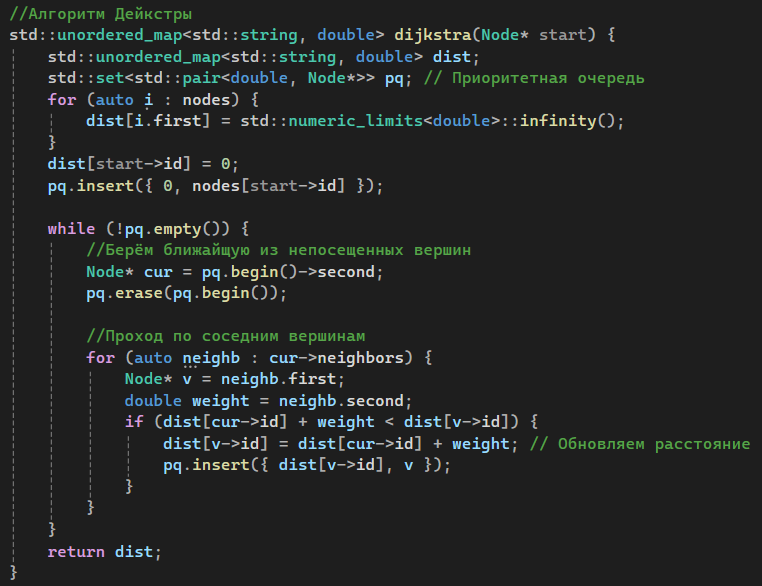 //Алгоритм Дейкстры
std::unordered_map<std::string, double> dijkstra(Node* start) {
    std::unordered_map<std::string, double> dist;
    std::set<std::pair<double, Node*>> pq; // Приоритетная очередь
    for (auto i : nodes) {
        dist[i.first] = std::numeric_limits<double>::infinity();
    }
    dist[start->id] = 0;
    pq.insert({ 0, nodes[start->id] });

    while (!pq.empty()) {
        //Берём ближайщую из непосещенных вершин
        Node* cur = pq.begin()->second;
        pq.erase(pq.begin());

        //Проход по соседним вершинам
        for (auto neighb : cur->neighbors) {
            Node* v = neighb.first;
            double weight = neighb.second;
            if (dist[cur->id] + weight < dist[v->id]) {
                dist[v->id] = dist[cur->id] + weight; // Обновляем расстояние
                pq.insert({ dist[v->id], v });
            }
        }
    }
    return dist;
}